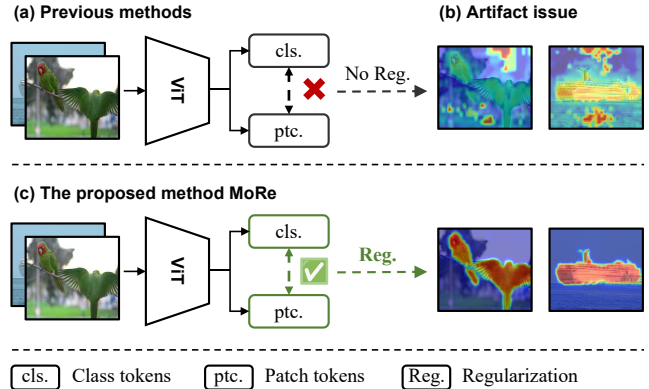 (a) Previous methods
(b) Artifact issue
ViT
cls.
ptc.
No Reg.
(c) The proposed method MoRe
ViT
cls.
ptc.
Reg.
cls. Class tokens ptc. Patch tokens Reg. Regularization